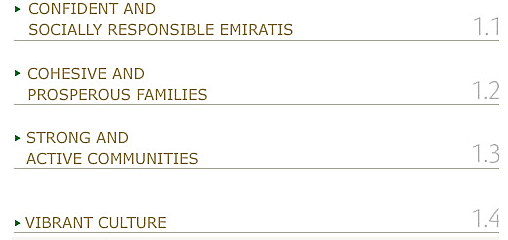 CONFIDENT AND
SOCIALLY RESPONSIBLE EMIRATIS 1.1
COHESIVE AND
PROSPEROUS FAMILIES 1.2
STRONG AND
ACTIVE COMMUNITIES 1.3
VIBRANT CULTURE 1.4